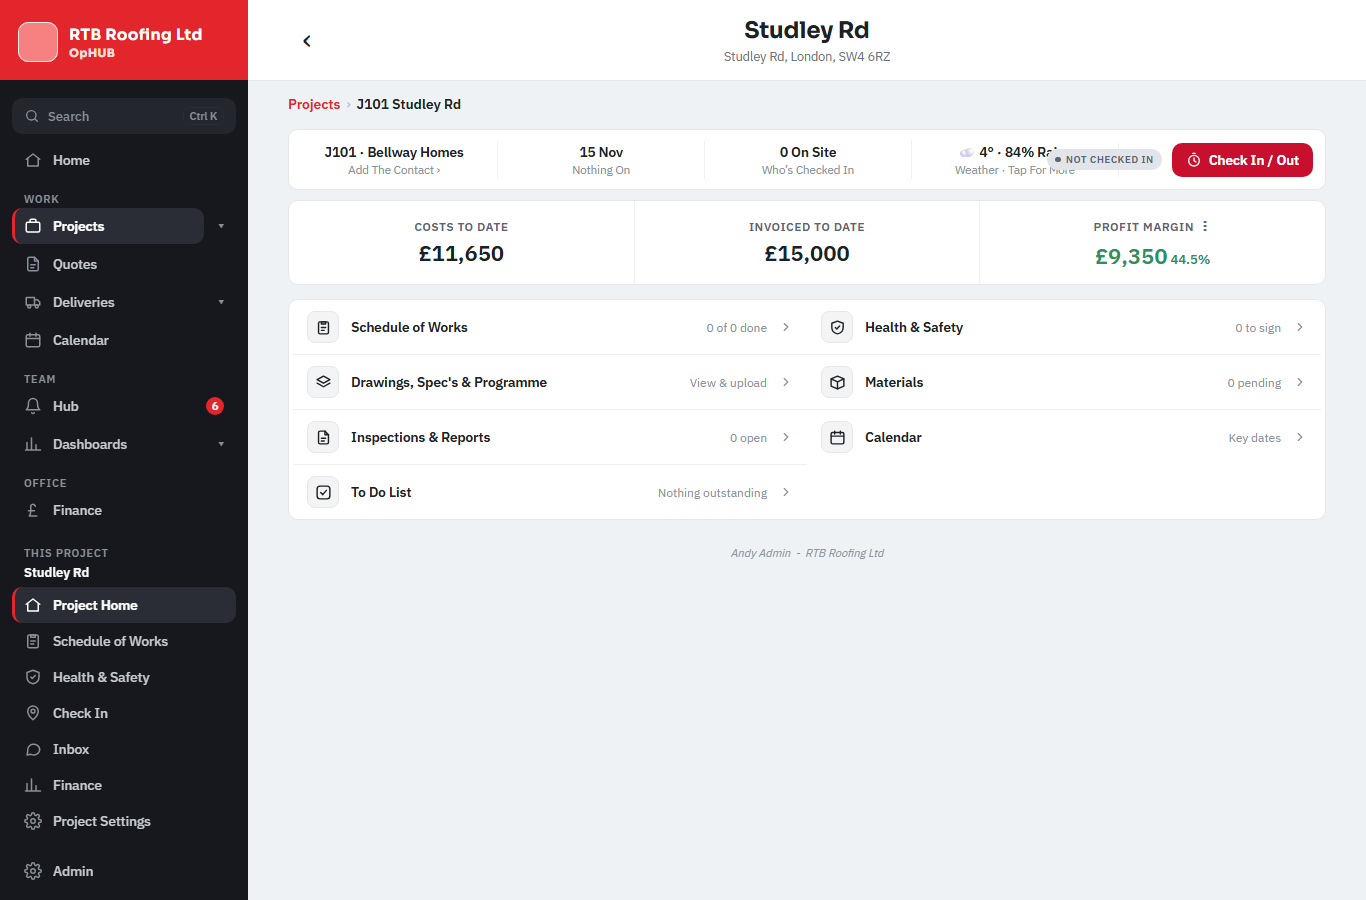 RTB Roofing Ltd
OpHUB
Search Ctrl K
Home
WORK
Projects
Quotes
Deliveries
Calendar
TEAM
Hub 6
Dashboards
OFFICE
Finance
THIS PROJECT
Studley Rd
Project Home
Schedule of Works
Health & Safety
Check In
Inbox
Finance
Project Settings
Admin
Studley Rd
Studley Rd, London, SW4 6RZ
Projects › J101 Studley Rd
J101 · Bellway Homes
Add The Contact ›
15 Nov
Nothing On
0 On Site
Who's Checked In
4° · 84%
Weather · Tap For More
NOT CHECKED IN
Check In / Out
COSTS TO DATE
£11,650
INVOICED TO DATE
£15,000
PROFIT MARGIN
£9,350 44.5%
Schedule of Works 0 of 0 done
Health & Safety 0 to sign
Drawings, Spec's & Programme View & upload
Materials 0 pending
Inspections & Reports 0 open
Calendar Key dates
To Do List Nothing outstanding
Andy Admin - RTB Roofing Ltd